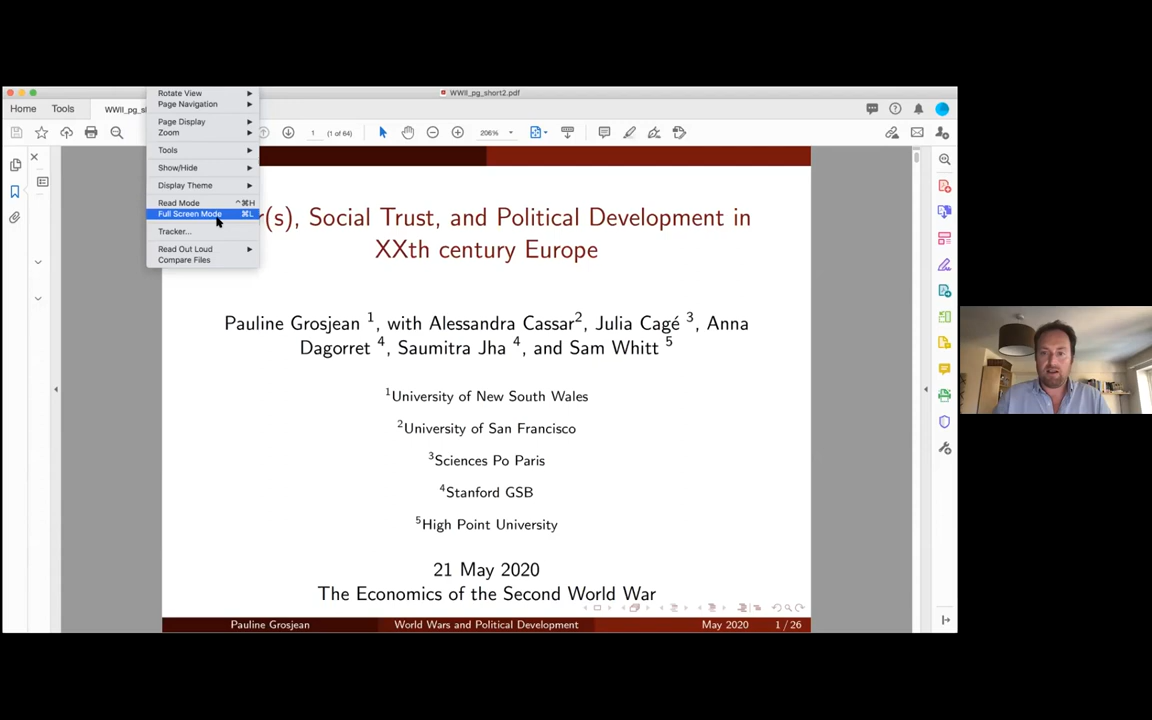 WWII_pg_short2.pdf
Home
Tools
WWII_pg_sh
1
(1 of 64)
206%
Rotate View
Page Navigation
Page Display
Zoom
Tools
Show/Hide
Display Theme
Read Mode ^⌘H
Full Screen Mode ⌘L
Tracker...
Read Out Loud
Compare Files
r(s), Social Trust, and Political Development in
XXth century Europe
Pauline Grosjean 1, with Alessandra Cassar2, Julia Cagé 3, Anna
Dagorret 4, Saumitra Jha 4, and Sam Whitt 5
1University of New South Wales
2University of San Francisco
3Sciences Po Paris
4Stanford GSB
5High Point University
21 May 2020
The Economics of the Second World War
Pauline Grosjean
World Wars and Political Development
May 2020
1 / 26